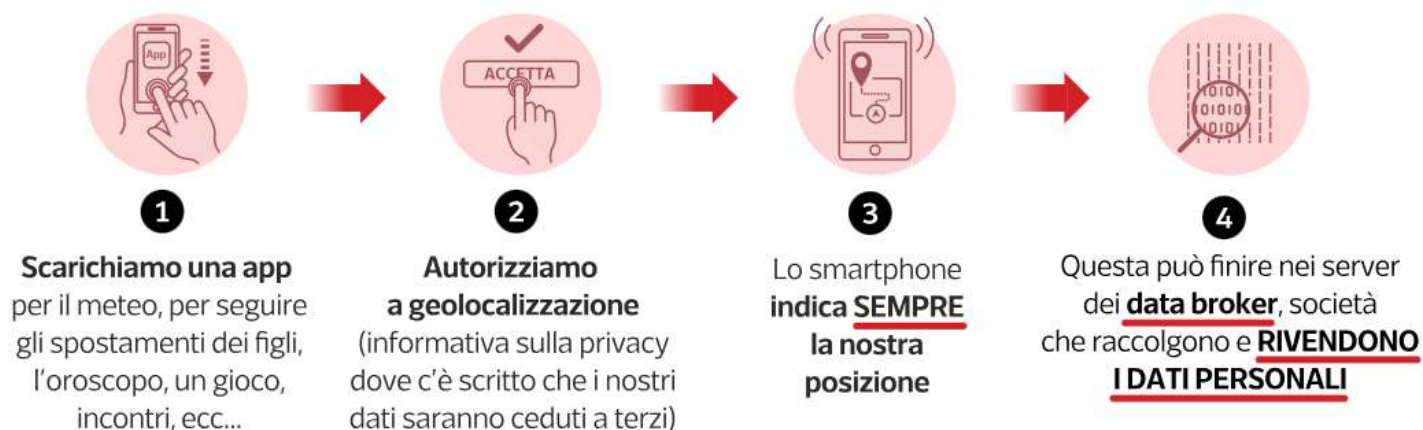 App
ACCETTA
1
Scarichiamo una app
per il meteo, per seguire
gli spostamenti dei figli,
l'oroscopo, un gioco,
incontri, ecc...
2
Autorizziamo
a geolocalizzazione
(informativa sulla privacy
dove c'è scritto che i nostri
dati saranno ceduti a terzi)
3
Lo smartphone
indica SEMPRE
la nostra
posizione
0101
010101
10101
4
Questa può finire nei server
dei data broker, società
che raccolgono e RIVENDONO
I DATI PERSONALI